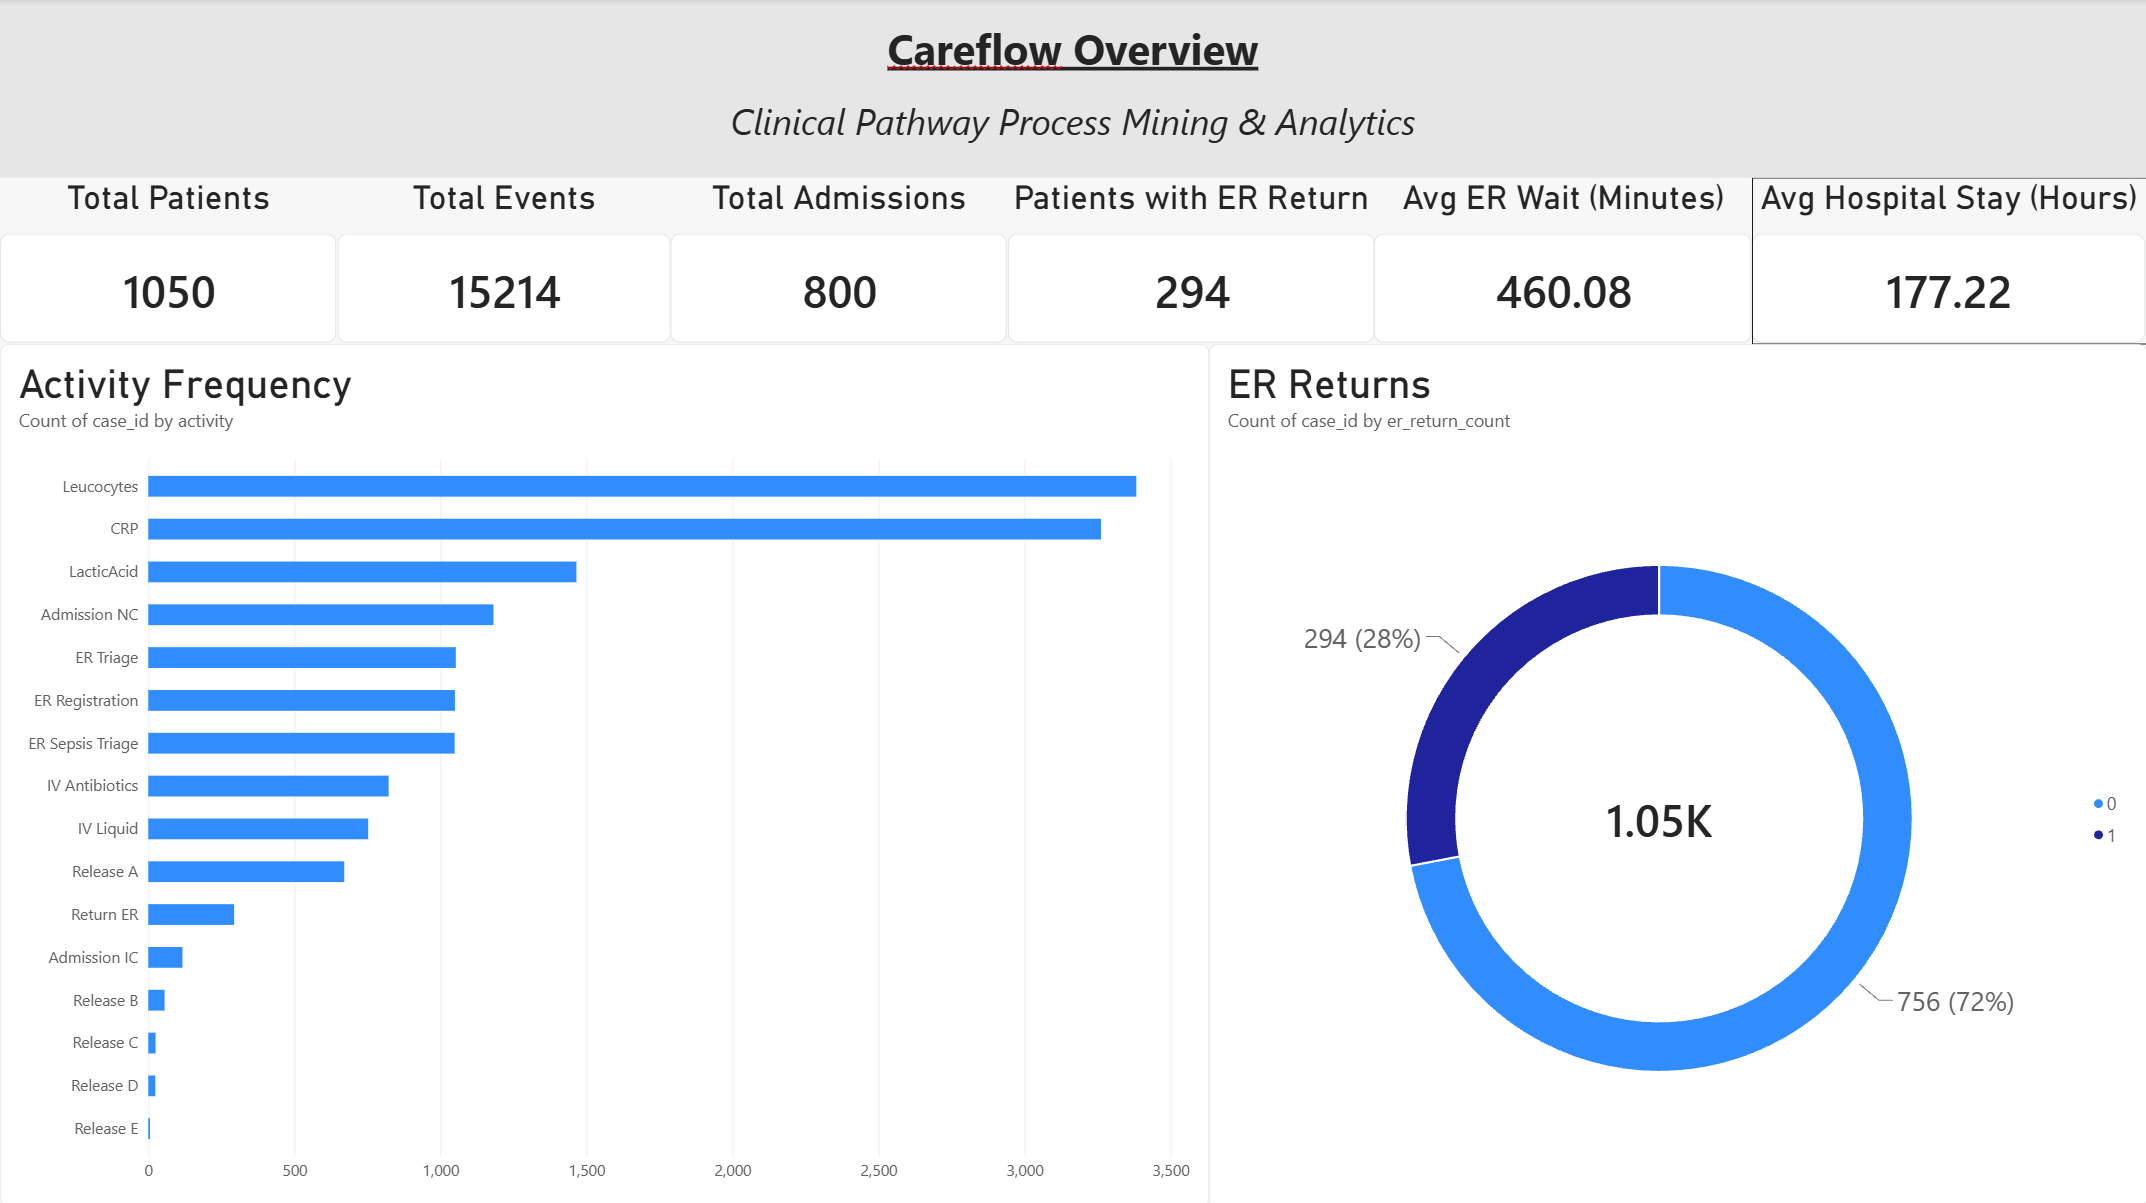 Careflow Overview
Clinical Pathway Process Mining & Analytics
Total Patients
1050
Total Events
15214
Total Admissions
800
Patients with ER Return
294
Avg ER Wait (Minutes)
460.08
Avg Hospital Stay (Hours)
177.22
Activity Frequency
Count of case_id by activity
Leucocytes
CRP
LacticAcid
Admission NC
ER Triage
ER Registration
ER Sepsis Triage
IV Antibiotics
IV Liquid
Release A
Return ER
Admission IC
Release B
Release C
Release D
Release E
0 500 1,000 1,500 2,000 2,500 3,000 3,500
ER Returns
Count of case_id by er_return_count
294 (28%)
1.05K
756 (72%)
0
1